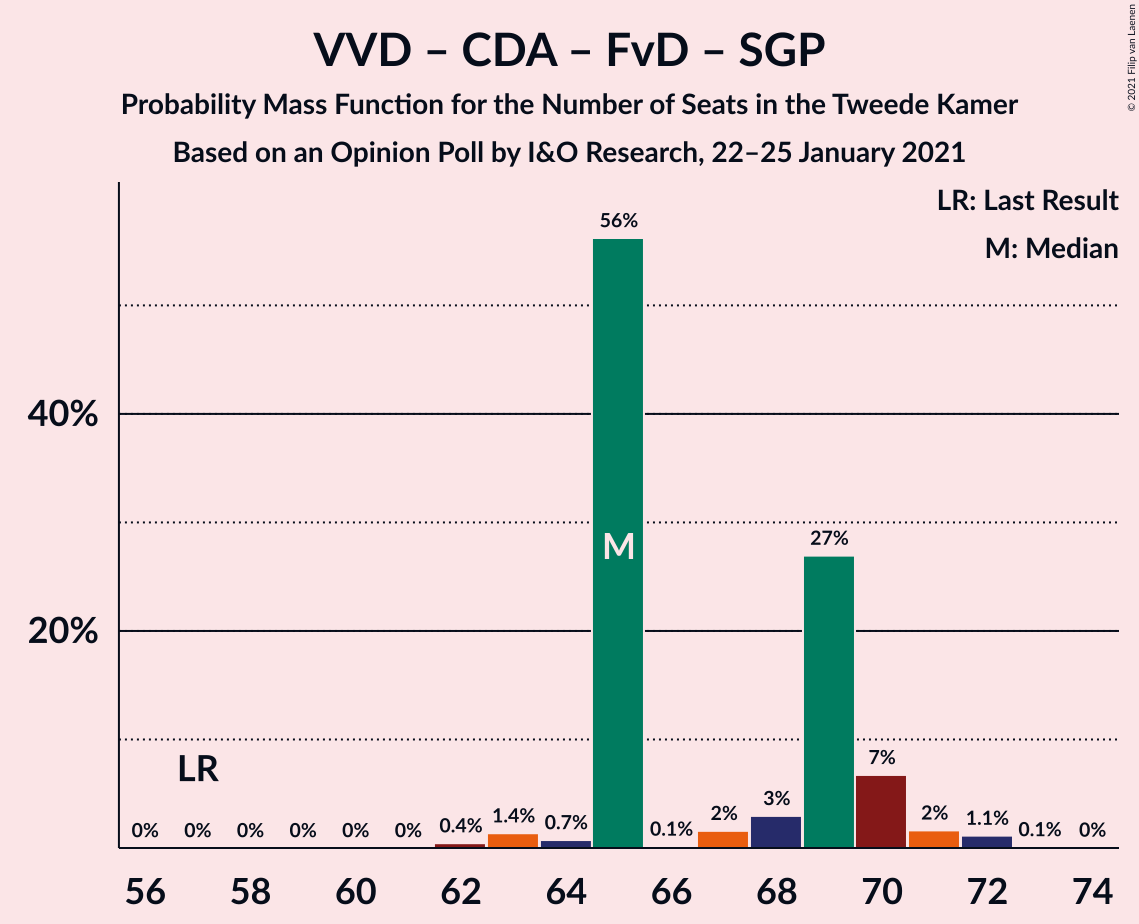 VVD – CDA – FvD – SGP
Probability Mass Function for the Number of Seats in the Tweede Kamer
Based on an Opinion Poll by I&O Research, 22–25 January 2021
© 2021 Filip van Laenen
LR: Last Result
M: Median
56%
40%
M
27%
20%
LR
7%
0% 0% 0% 0% 0% 0% 0.4% 1.4% 0.7% 0.1% 2% 3% 2% 1.1% 0.1% 0%
56 58 60 62 64 66 68 70 72 74